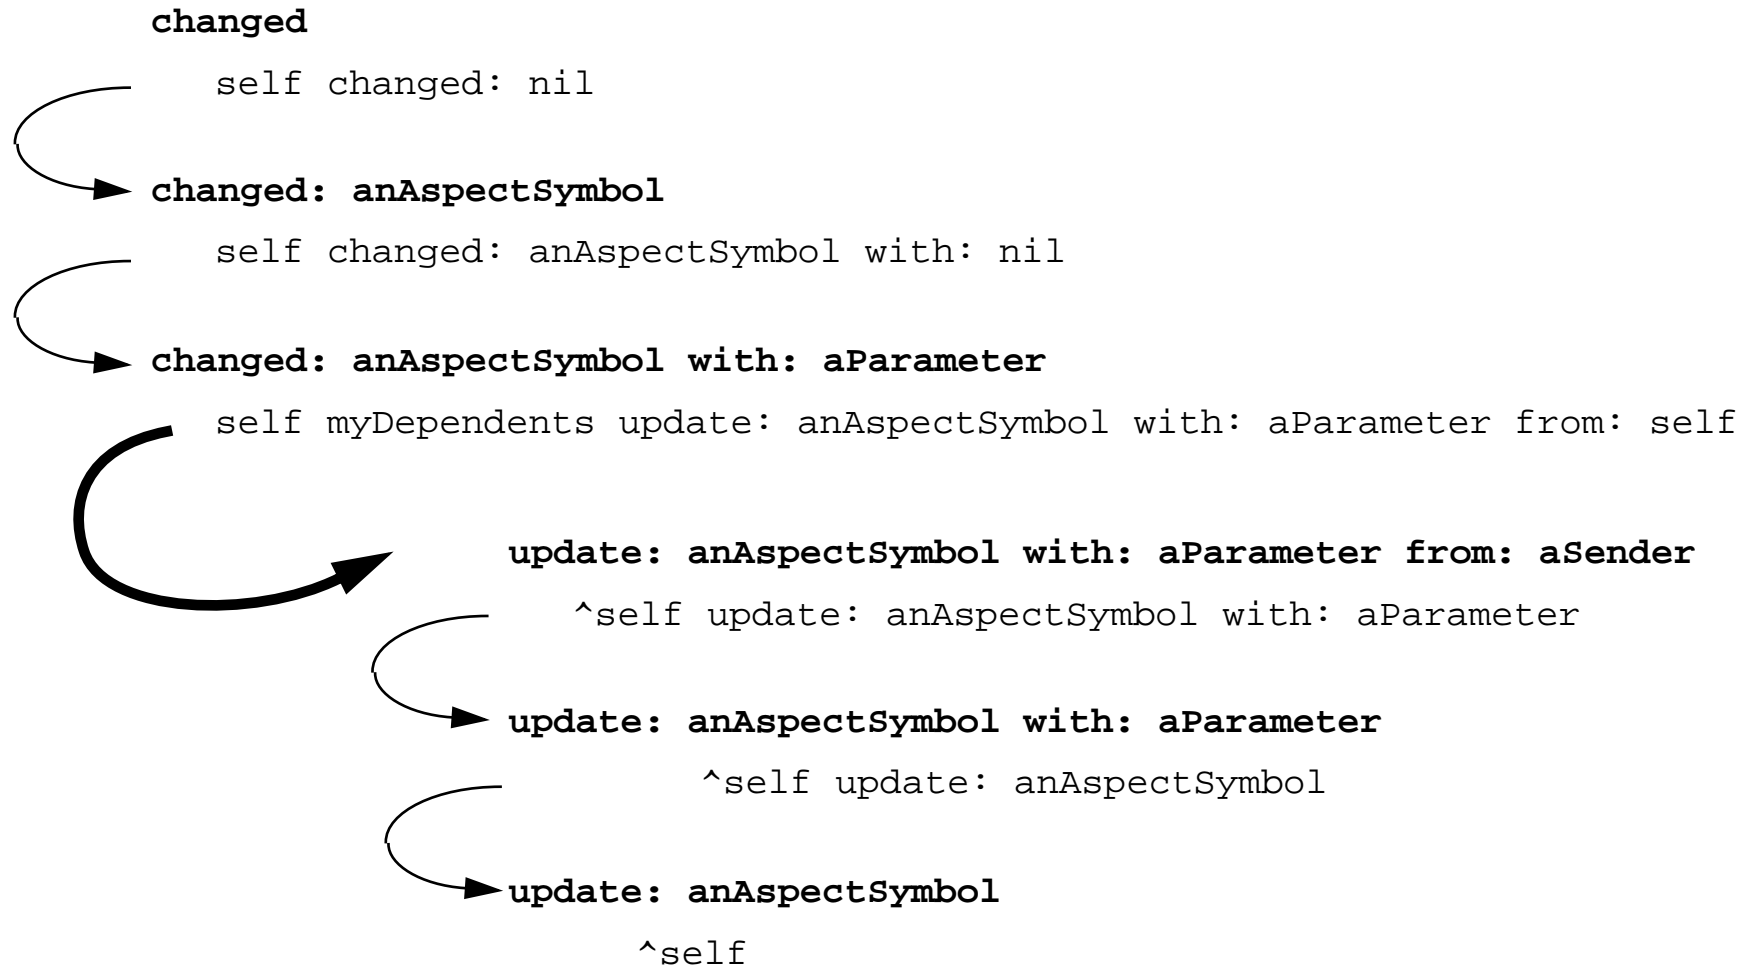 changed
self changed: nil
changed: anAspectSymbol
self changed: anAspectSymbol with: nil
changed: anAspectSymbol with: aParameter
self myDependents update: anAspectSymbol with: aParameter from: self
update: anAspectSymbol with: aParameter from: aSender
^self update: anAspectSymbol with: aParameter
update: anAspectSymbol with: aParameter
^self update: anAspectSymbol
update: anAspectSymbol
^self